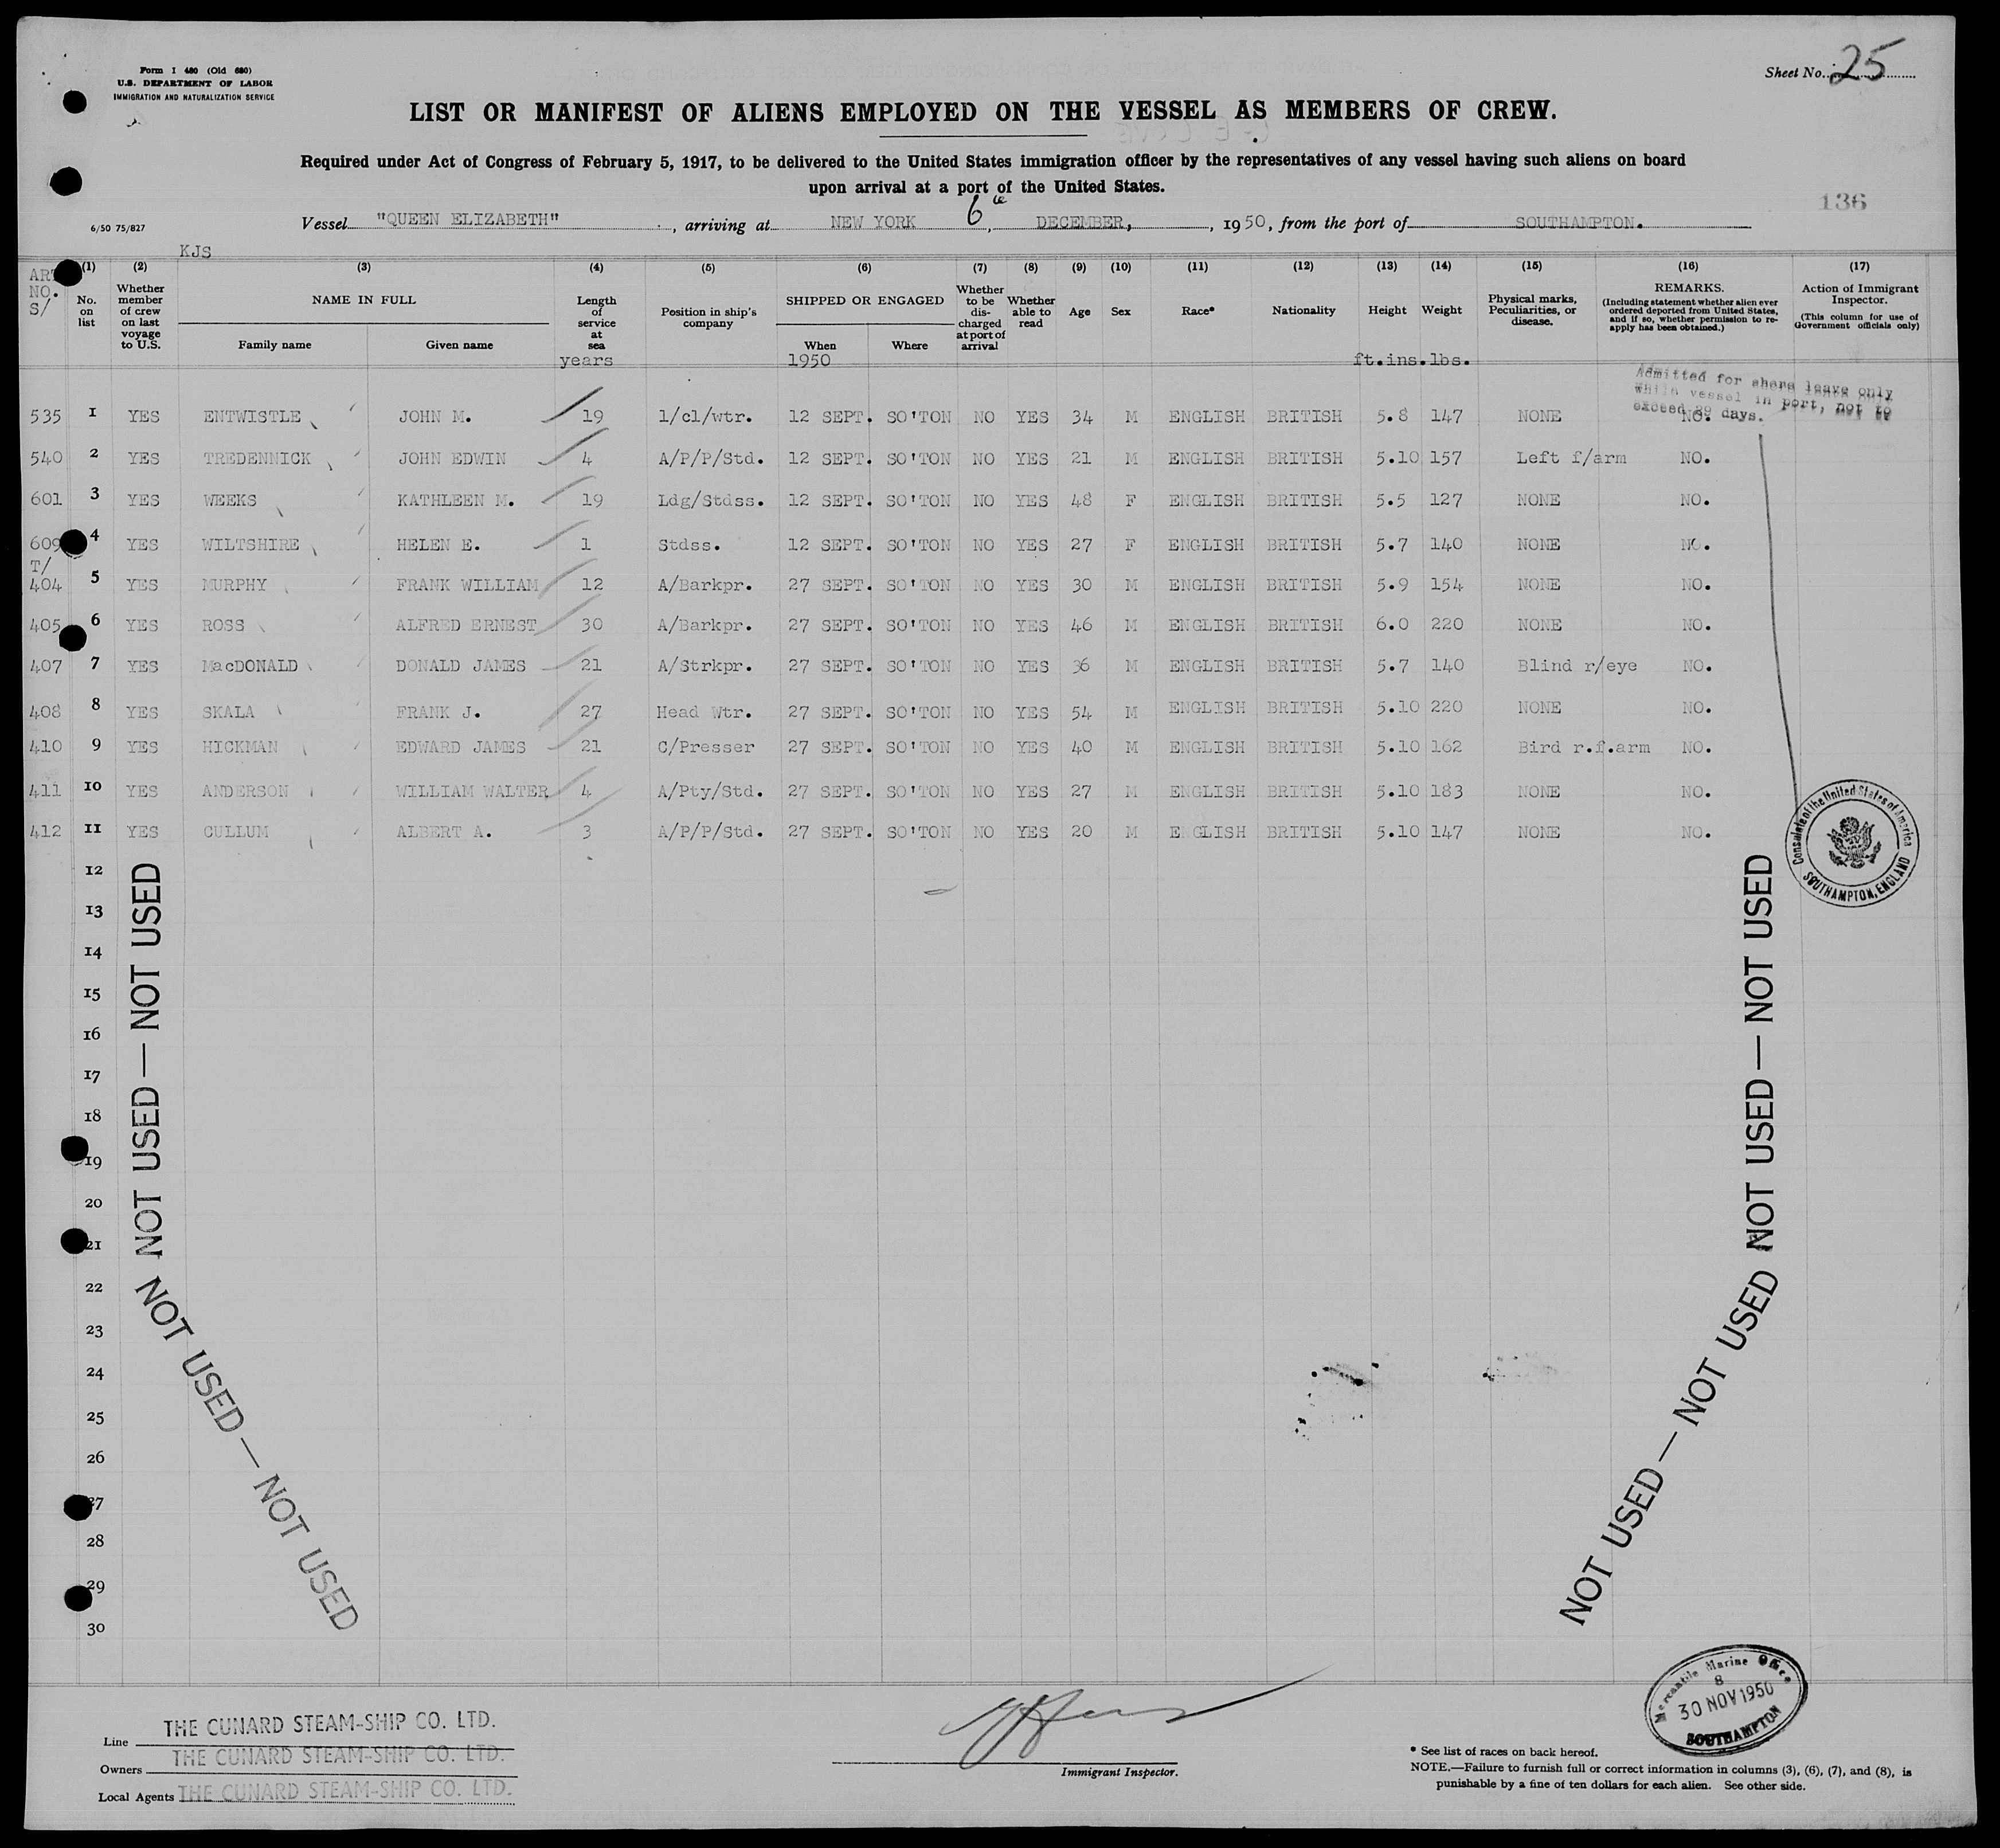 Form I 480 (Old 680)
U.S. DEPARTMENT OF LABOR
IMMIGRATION AND NATURALIZATION SERVICE
Sheet No. 25
LIST OR MANIFEST OF ALIENS EMPLOYED ON THE VESSEL AS MEMBERS OF CREW.
Required under Act of Congress of February 5, 1917, to be delivered to the United States immigration officer by the representatives of any vessel having such aliens on board
upon arrival at a port of the United States.
136
6/50 75/827
Vessel "QUEEN ELIZABETH", arriving at NEW YORK 6th, DECEMBER, 1950, from the port of SOUTHAMPTON.
KJS
ART NO. S/
(1) (2) (3) (4) (5) (6) (7) (8) (9) (10) (11) (12) (13) (14) (15) (16) (17)
No. on list
Whether member of crew on last voyage to U.S.
NAME IN FULL
Family name
Given name
Length of service at sea
years
Position in ship's company
SHIPPED OR ENGAGED
When
1950
Where
Whether to be discharged at port of arrival
Whether able to read
Age
Sex
Race*
Nationality
Height
Weight
ft.ins.lbs.
Physical marks, Peculiarities, or disease.
REMARKS.
(Including statement whether alien ever ordered deported from United States, and if so, whether permission to re-apply has been obtained.)
Action of Immigrant Inspector.
(This column for use of Government officials only)
Admitted for shore leave only
while vessel in port, not to
exceed 29 days.
535 1 YES ENTWISTLE JOHN M. 19 1/cl/wtr. 12 SEPT. SO'TON NO YES 34 M ENGLISH BRITISH 5.8 147 NONE NO.
540 2 YES TREDENNICK JOHN EDWIN 4 A/P/P/Std. 12 SEPT. SO'TON NO YES 21 M ENGLISH BRITISH 5.10 157 Left f/arm NO.
601 3 YES WEEKS KATHLEEN M. 19 Ldg/Stdss. 12 SEPT. SO'TON NO YES 48 F ENGLISH BRITISH 5.5 127 NONE NO.
609 4 YES WILTSHIRE HELEN E. 1 Stdss. 12 SEPT. SO'TON NO YES 27 F ENGLISH BRITISH 5.7 140 NONE NO.
T/
404 5 YES MURPHY FRANK WILLIAM 12 A/Barkpr. 27 SEPT. SO'TON NO YES 30 M ENGLISH BRITISH 5.9 154 NONE NO.
405 6 YES ROSS ALFRED ERNEST 30 A/Barkpr. 27 SEPT. SO'TON NO YES 46 M ENGLISH BRITISH 6.0 220 NONE NO.
407 7 YES MacDONALD DONALD JAMES 21 A/Strkpr. 27 SEPT. SO'TON NO YES 36 M ENGLISH BRITISH 5.7 140 Blind r/eye NO.
408 8 YES SKALA FRANK J. 27 Head Wtr. 27 SEPT. SO'TON NO YES 54 M ENGLISH BRITISH 5.10 220 NONE NO.
410 9 YES HICKMAN EDWARD JAMES 21 C/Presser 27 SEPT. SO'TON NO YES 40 M ENGLISH BRITISH 5.10 162 Bird r.f.arm NO.
411 10 YES ANDERSON WILLIAM WALTER 4 A/Pty/Std. 27 SEPT. SO'TON NO YES 27 M ENGLISH BRITISH 5.10 183 NONE NO.
412 11 YES CULLUM ALBERT A. 3 A/P/P/Std. 27 SEPT. SO'TON NO YES 20 M ENGLISH BRITISH 5.10 147 NONE NO.
Consulate of the United States of America
SOUTHAMPTON, ENGLAND
12
13
14
15
16
17
18
19
20
21
22
23
24
25
26
27
28
29
30
NOT USED — NOT USED — NOT USED
NOT USED — NOT USED
NOT USED — NOT USED — NOT USED
NOT USED — NOT USED
Line THE CUNARD STEAM-SHIP CO. LTD.
Owners THE CUNARD STEAM-SHIP CO. LTD.
Local Agents THE CUNARD STEAM-SHIP CO. LTD.
Immigrant Inspector.
Mercantile Marine Office
8
30 NOV 1950
SOUTHAMPTON
* See list of races on back hereof.
NOTE.—Failure to furnish full or correct information in columns (3), (6), (7), and (8), is
punishable by a fine of ten dollars for each alien. See other side.